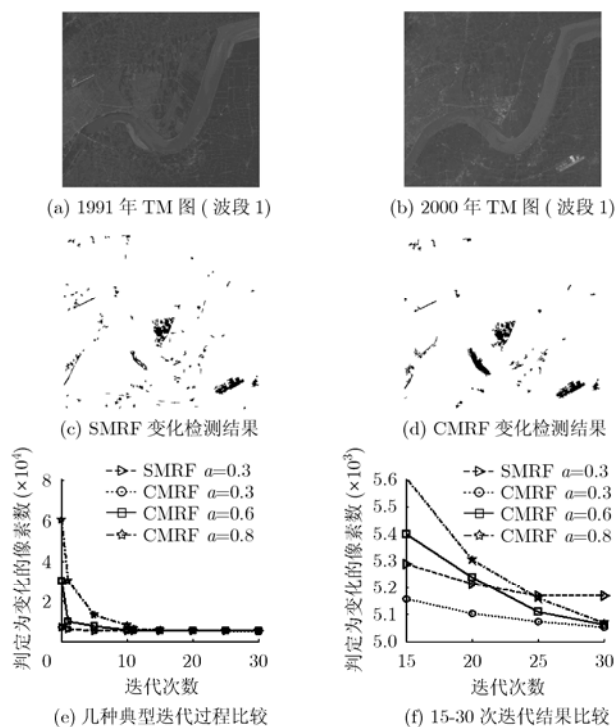 (a) 1991 年 TM 图 ( 波段 1)
(b) 2000 年 TM 图 ( 波段 1)
(c) SMRF 变化检测结果
(d) CMRF 变化检测结果
判定为变化的像素数 (×10⁴)
8
6
4
2
0
10
20
30
SMRF a=0.3
CMRF a=0.3
CMRF a=0.6
CMRF a=0.8
迭代次数
(e) 几种典型迭代过程比较
判定为变化的像素数 (×10³)
5.6
5.4
5.3
5.2
5.1
5.0
15
20
25
30
SMRF a=0.3
CMRF a=0.3
CMRF a=0.6
CMRF a=0.8
迭代次数
(f) 15-30 次迭代结果比较